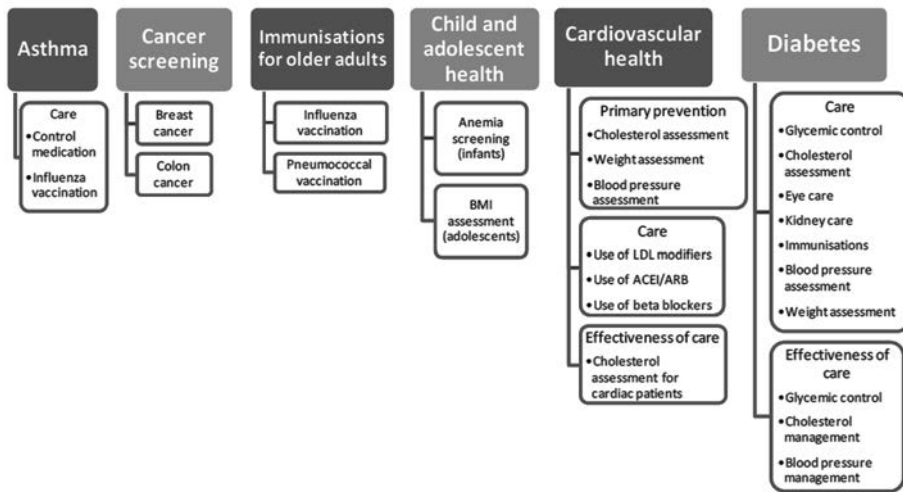 Asthma
Care
•Control
medication
•Influenza
vaccination
Cancer
screening
Breast
cancer
Colon
cancer
Immunisations
for older adults
Influenza
vaccination
Pneumococcal
vaccination
Child and
adolescent
health
Anemia
screening
(infants)
BMI
assessment
(adolescents)
Cardiovascular
health
Primary prevention
•Cholesterol assessment
•Weight assessment
•Blood pressure
assessment
Care
•Use of LDL modifiers
•Use of ACEI/ARB
•Use of beta blockers
Effectiveness of care
•Cholesterol
assessment for
cardiac patients
Diabetes
Care
•Glycemic control
•Cholesterol
assessment
•Eye care
•Kidney care
•Immunisations
•Blood pressure
assessment
•Weight assessment
Effectiveness of
care
•Glycemic control
•Cholesterol
management
•Blood pressure
management